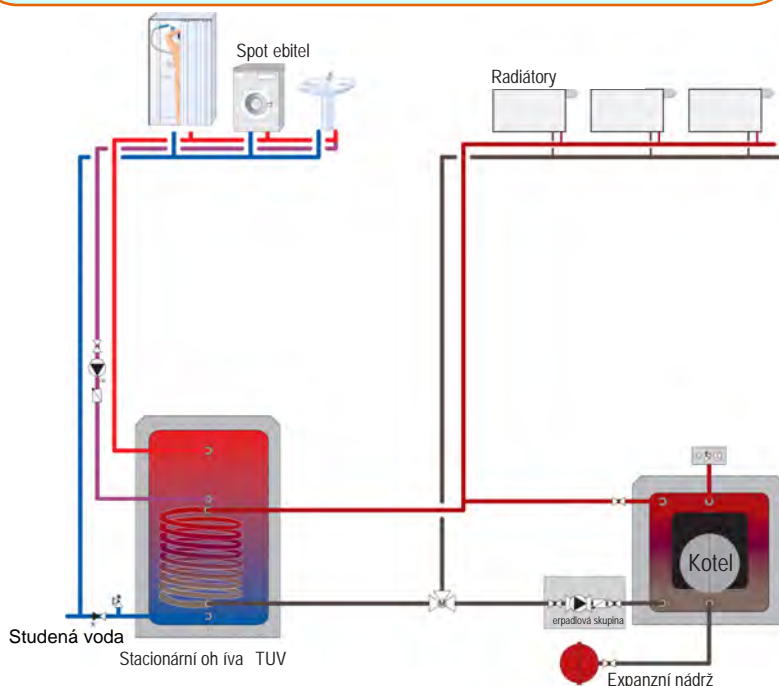 Spot ebitel
Radiátory
Kotel
erpadlová skupina
Studená voda
Stacionární oh íva TUV
Expanzní nádrž